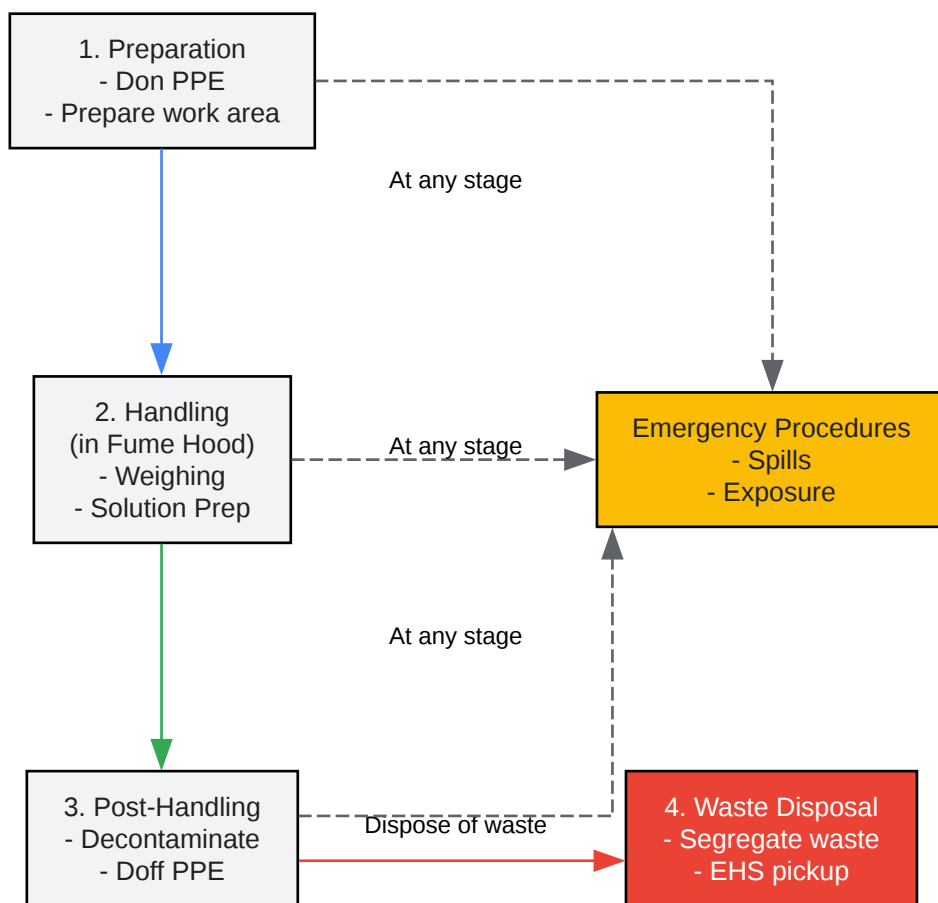 1. Preparation
- Don PPE
- Prepare work area
At any stage
2. Handling
(in Fume Hood)
- Weighing
- Solution Prep
At any stage
Emergency Procedures
- Spills
- Exposure
At any stage
3. Post-Handling
- Decontaminate
- Doff PPE
Dispose of waste
4. Waste Disposal
- Segregate waste
- EHS pickup